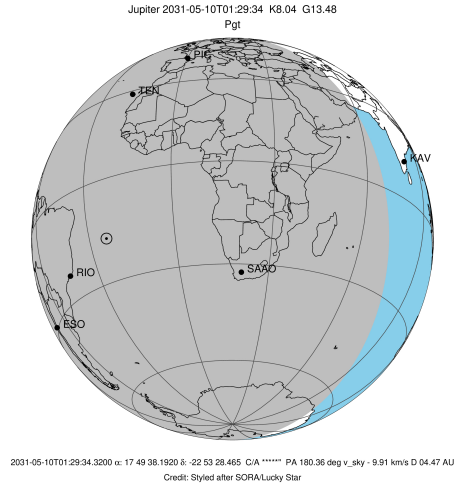 Jupiter 2031-05-10T01:29:34  K8.04  G13.48
Pgt
PIC
TEN
KAV
RIO
SAAO
ESO
2031-05-10T01:29:34.3200 α: 17 49 38.1920 δ: -22 53 28.465  C/A *****"  PA 180.36 deg v_sky - 9.91 km/s D 04.47 AU
Credit: Styled after SORA/Lucky Star